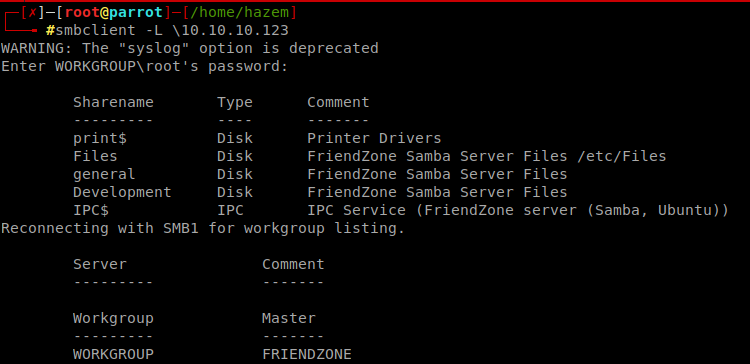 ┌─[✗]─[root@parrot]─[/home/hazem]
└──╼ #smbclient -L \10.10.10.123
WARNING: The "syslog" option is deprecated
Enter WORKGROUP\root's password:
Sharename       Type      Comment
---------       ----      -------
print$          Disk      Printer Drivers
Files           Disk      FriendZone Samba Server Files /etc/Files
general         Disk      FriendZone Samba Server Files
Development     Disk      FriendZone Samba Server Files
IPC$            IPC       IPC Service (FriendZone server (Samba, Ubuntu))
Reconnecting with SMB1 for workgroup listing.
Server               Comment
---------            -------
Workgroup            Master
---------            -------
WORKGROUP            FRIENDZONE